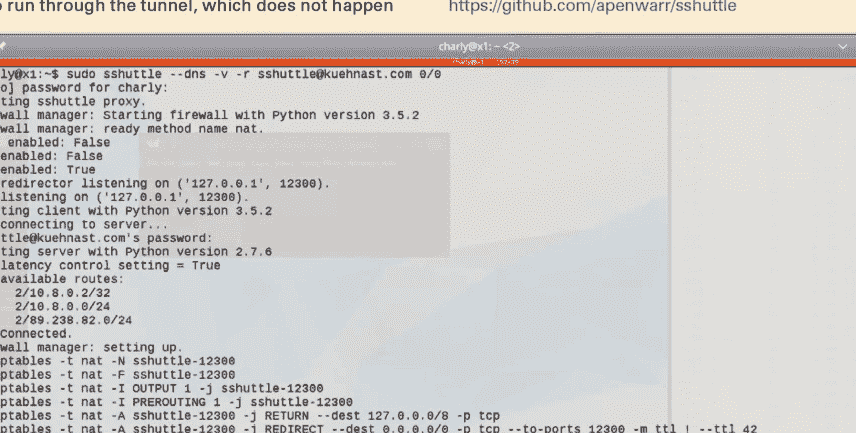 o run through the tunnel, which does not happen
https://github.com/apenwarr/sshuttle
charly@x1: ~ <2>
ly@x1:~$ sudo sshuttle --dns -v -r sshuttle@kuehnast.com 0/0
o] password for charly:
ting sshuttle proxy.
wall manager: Starting firewall with Python version 3.5.2
wall manager: ready method name nat.
enabled: False
enabled: False
enabled: True
redirector listening on ('127.0.0.1', 12300).
listening on ('127.0.0.1', 12300).
ting client with Python version 3.5.2
connecting to server...
ttle@kuehnast.com's password:
ting server with Python version 2.7.6
latency control setting = True
available routes:
2/10.8.0.2/32
2/10.8.0.0/24
2/89.238.82.0/24
Connected.
wall manager: setting up.
ptables -t nat -N sshuttle-12300
ptables -t nat -F sshuttle-12300
ptables -t nat -I OUTPUT 1 -j sshuttle-12300
ptables -t nat -I PREROUTING 1 -j sshuttle-12300
ptables -t nat -A sshuttle-12300 -j RETURN --dest 127.0.0.0/8 -p tcp
ptables -t nat -A sshuttle-12300 -j REDIRECT --dest 0.0.0.0/0 -p tcp --to-ports 12300 -m ttl ! --ttl 42